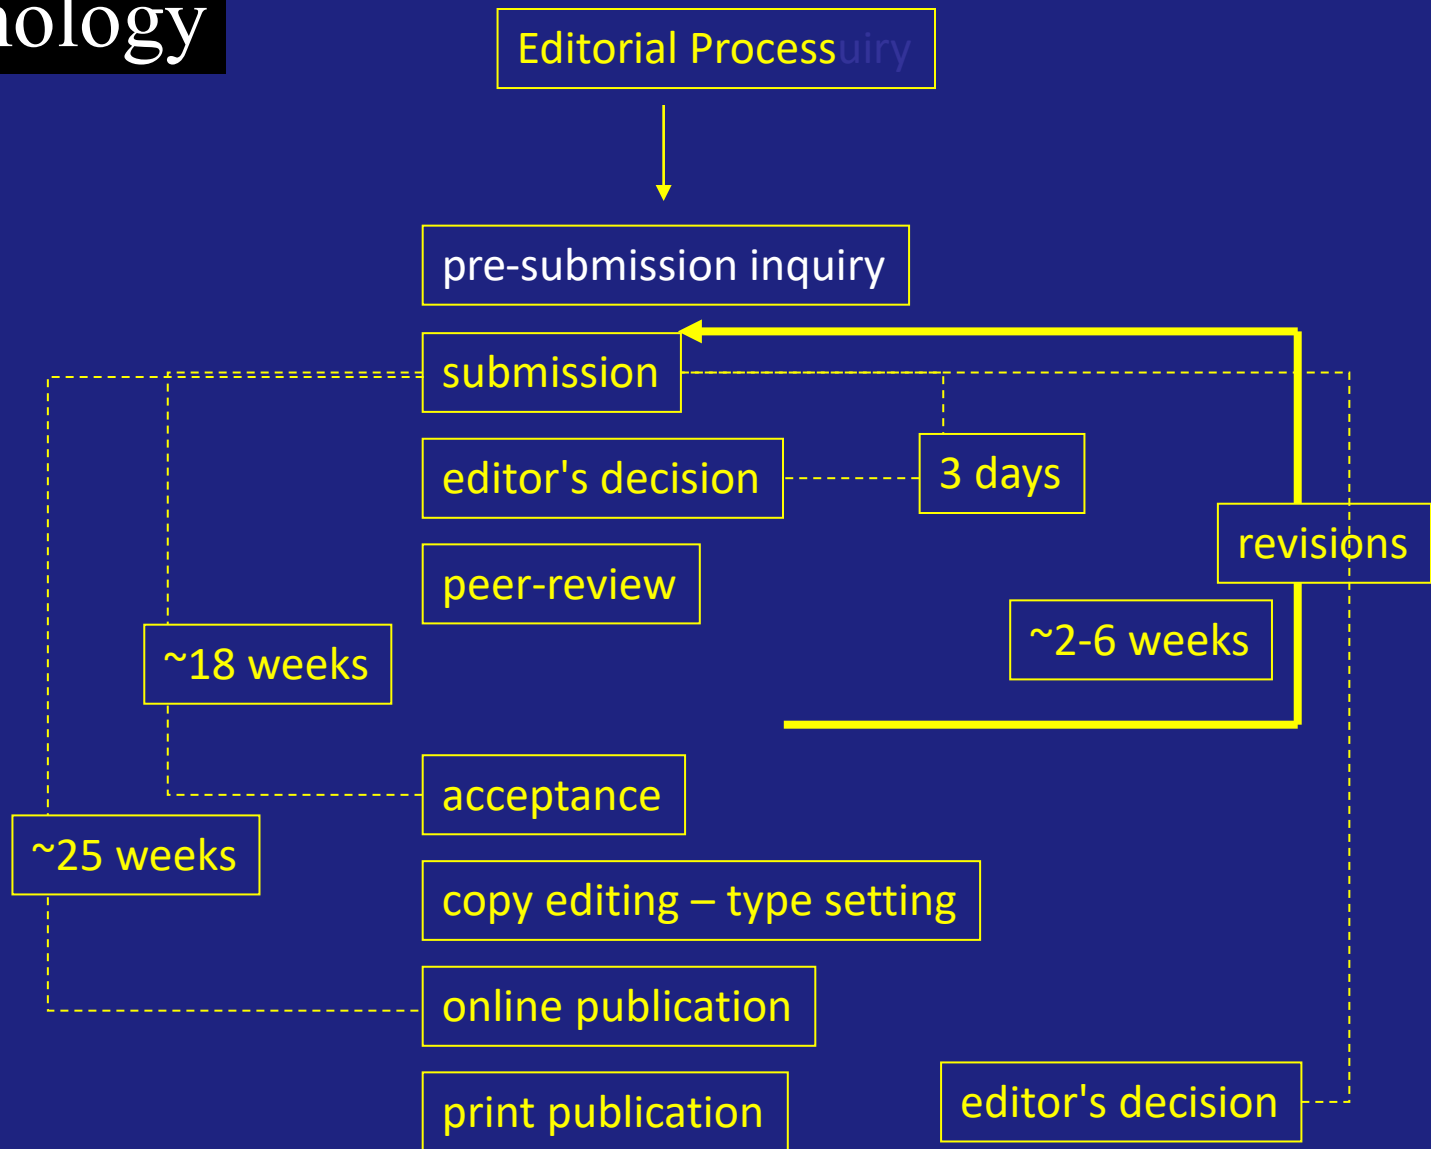 nology
Editorial Processuiry
pre-submission inquiry
submission
editor's decision
3 days
revisions
peer-review
~2-6 weeks
~18 weeks
acceptance
~25 weeks
copy editing – type setting
online publication
editor's decision
print publication